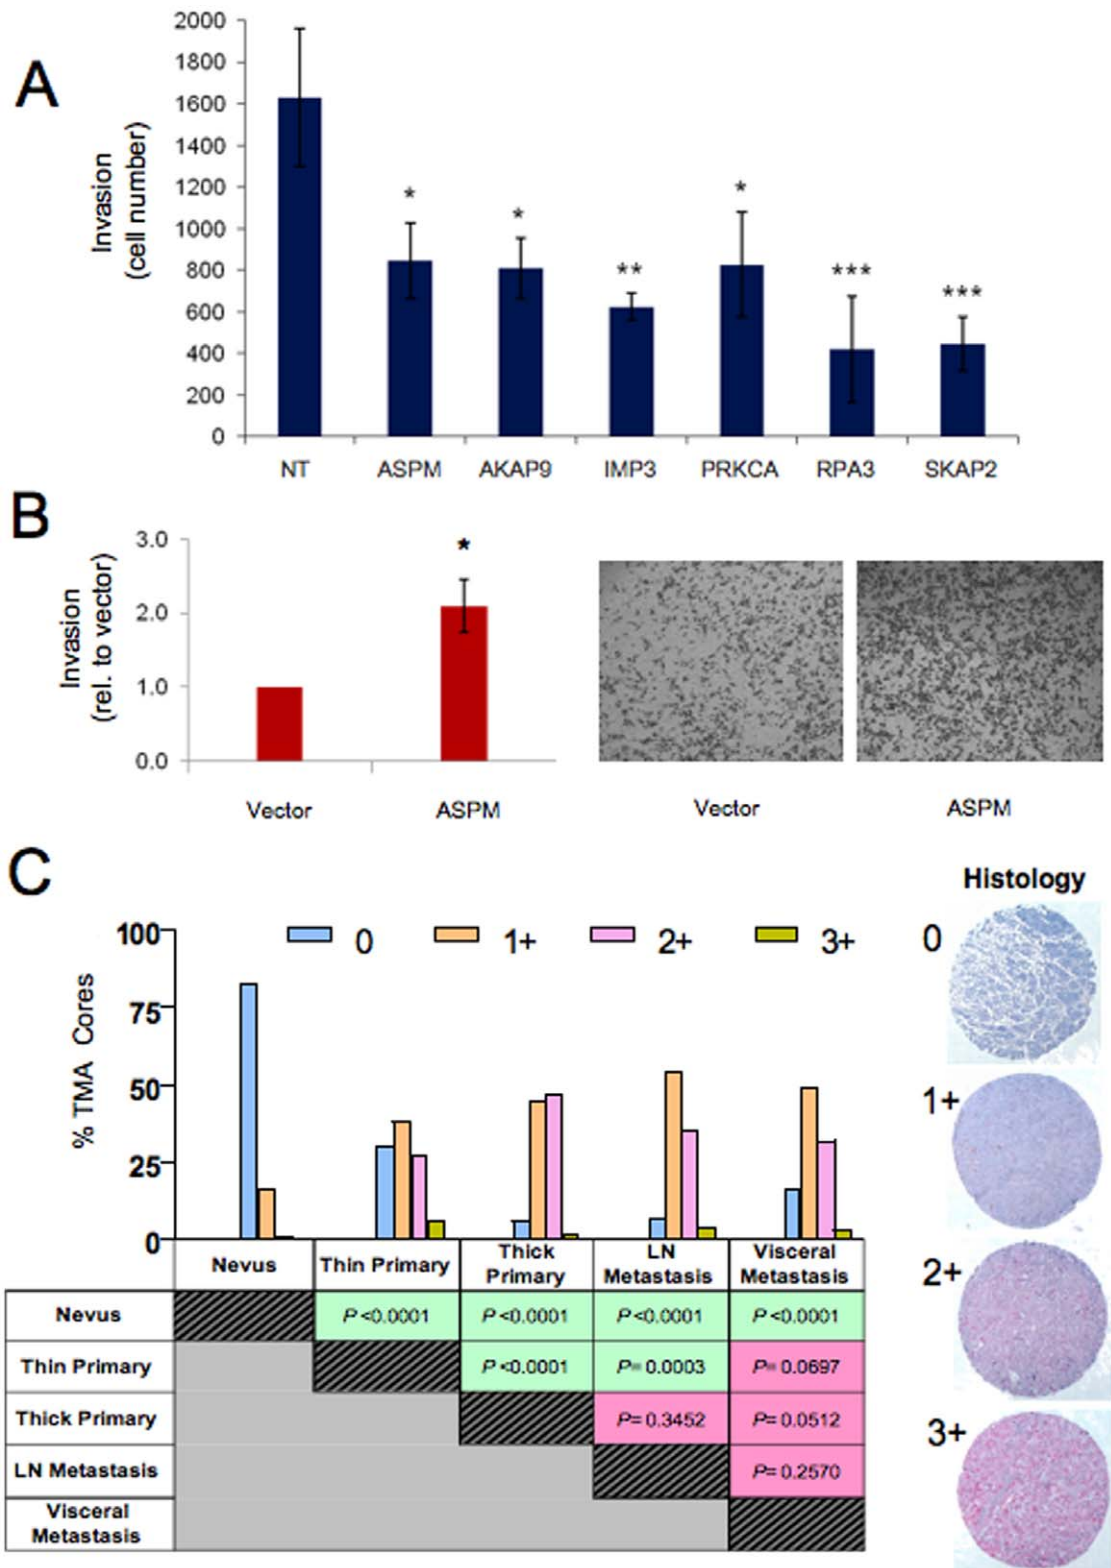 A
Invasion
(cell number)
2000
1800
1600
1400
1200
1000
800
600
400
200
0
* * ** * *** ***
NT ASPM AKAP9 IMP3 PRKCA RPA3 SKAP2
B
Invasion
(rel. to vector)
3.0
2.0
1.0
0.0
*
Vector ASPM
Vector ASPM
C
Histology
% TMA Cores
100
75
50
25
0
0 1+ 2+ 3+
0
1+
2+
3+
Nevus Thin Primary Thick Primary LN Metastasis Visceral Metastasis
Nevus P <0.0001 P <0.0001 P <0.0001 P <0.0001
Thin Primary P <0.0001 P= 0.0003 P= 0.0697
Thick Primary P= 0.3452 P= 0.0512
LN Metastasis P= 0.2570
Visceral
Metastasis